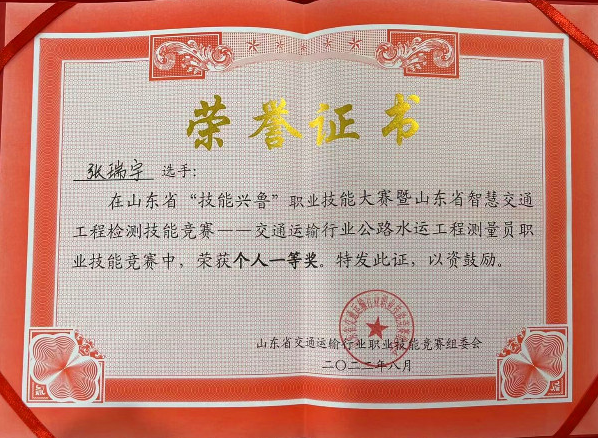 荣誉证书
张瑞宇 选手：
在山东省“技能兴鲁”职业技能大赛暨山东省智慧交通
工程检测技能竞赛——交通运输行业公路水运工程测量员职
业技能竞赛中，荣获个人一等奖。特发此证，以资鼓励。
山东省交通运输行业职业技能竞赛组委会
二〇二二年八月